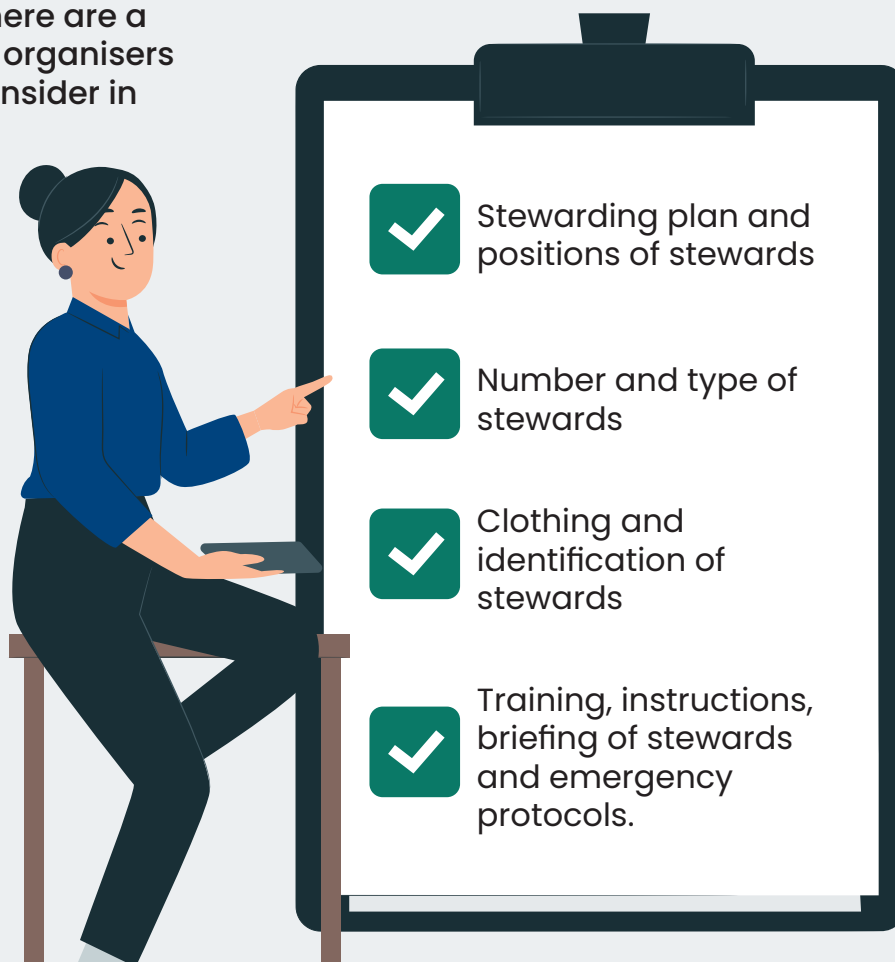 here are a
organisers
nsider in
Stewarding plan and
positions of stewards
Number and type of
stewards
Clothing and
identification of
stewards
Training, instructions,
briefing of stewards
and emergency
protocols.